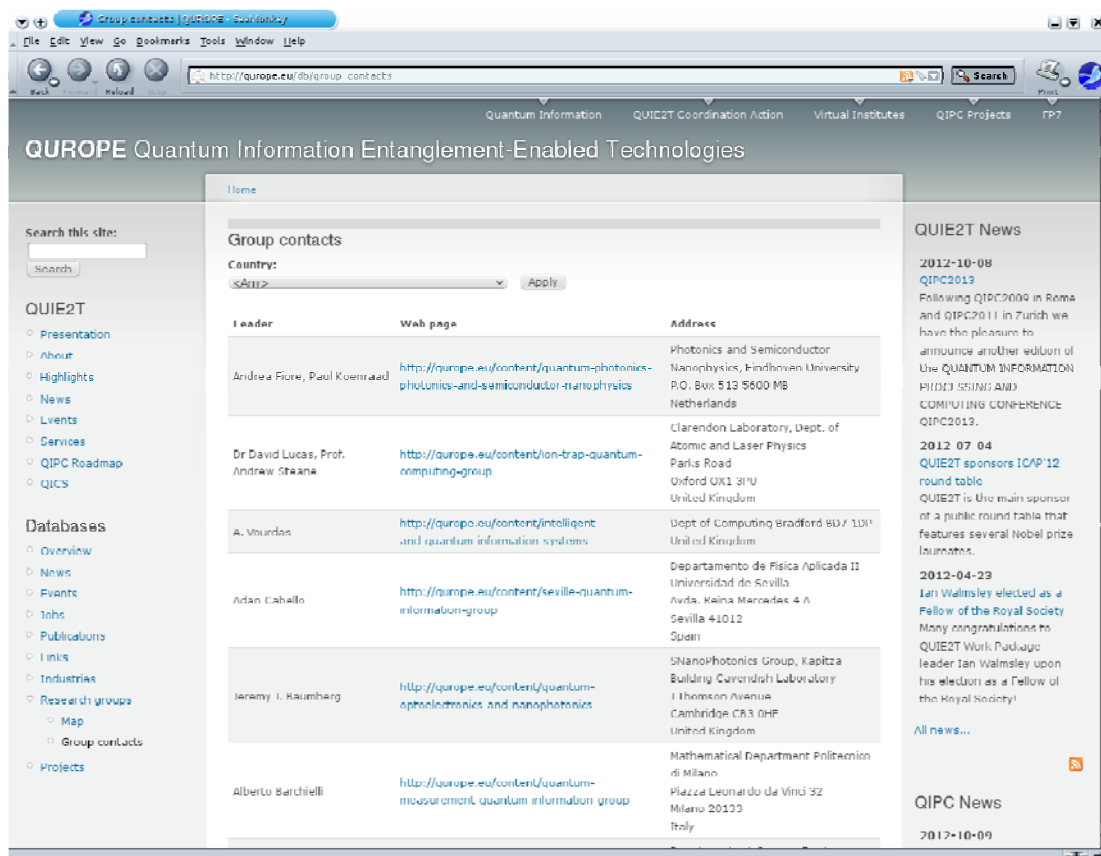 Group contacts | QUROPE - SeaMonkey
File Edit View Go Bookmarks Tools Window Help
Back Forward Reload Stop
http://qurope.eu/db/group_contacts
Search
Print
Quantum Information QUIE2T Coordination Action Virtual Institutes QIPC Projects FP7
QUROPE Quantum Information Entanglement-Enabled Technologies
Home
Search this site:
Search
QUIE2T
Presentation
About
Highlights
News
Events
Services
QIPC Roadmap
QICS
Databases
Overview
News
Events
Jobs
Publications
Links
Industries
Research groups
Map
Group contacts
Projects
Group contacts
Country:
<Any>
Apply
Leader Web page Address
Andrea Fiore, Paul Koenraad
http://qurope.eu/content/quantum-photonics-
photonics-and-semiconductor-nanophysics
Photonics and Semiconductor
Nanophysics, Eindhoven University
P.O. Box 513 5600 MB
Netherlands
Dr David Lucas, Prof.
Andrew Steane
http://qurope.eu/content/ion-trap-quantum-
computing-group
Clarendon Laboratory, Dept. of
Atomic and Laser Physics
Parks Road
Oxford OX1 3PU
United Kingdom
A. Vourdas
http://qurope.eu/content/intelligent-
and-quantum-information-systems
Dept of Computing Bradford BD7 1DP
United Kingdom
Adan Cabello
http://qurope.eu/content/seville-quantum-
information-group
Departamento de Fisica Aplicada II
Universidad de Sevilla
Avda. Reina Mercedes 4 A
Sevilla 41012
Spain
Jeremy J. Baumberg
http://qurope.eu/content/quantum-
optoelectronics-and-nanophotonics
SNanoPhotonics Group, Kapitza
Building Cavendish Laboratory
J Thomson Avenue
Cambridge CB3 0HE
United Kingdom
Alberto Barchielli
http://qurope.eu/content/quantum-
measurement-quantum-information-group
Mathematical Department Politecnico
di Milano
Piazza Leonardo da Vinci 32
Milano 20133
Italy
QUIE2T News
2012-10-08
QIPC2013
Following QIPC2009 in Rome
and QIPC2011 in Zurich we
have the pleasure to
announce another edition of
the QUANTUM INFORMATION
PROCESSING AND
COMPUTING CONFERENCE
QIPC2013.
2012-07-04
QUIE2T sponsors ICAP'12
round table
QUIE2T is the main sponsor
of a public round table that
features several Nobel prize
laureates.
2012-04-23
Ian Walmsley elected as a
Fellow of the Royal Society
Many congratulations to
QUIE2T Work Package
leader Ian Walmsley upon
his election as a Fellow of
the Royal Society!
All news...
QIPC News
2012-10-09